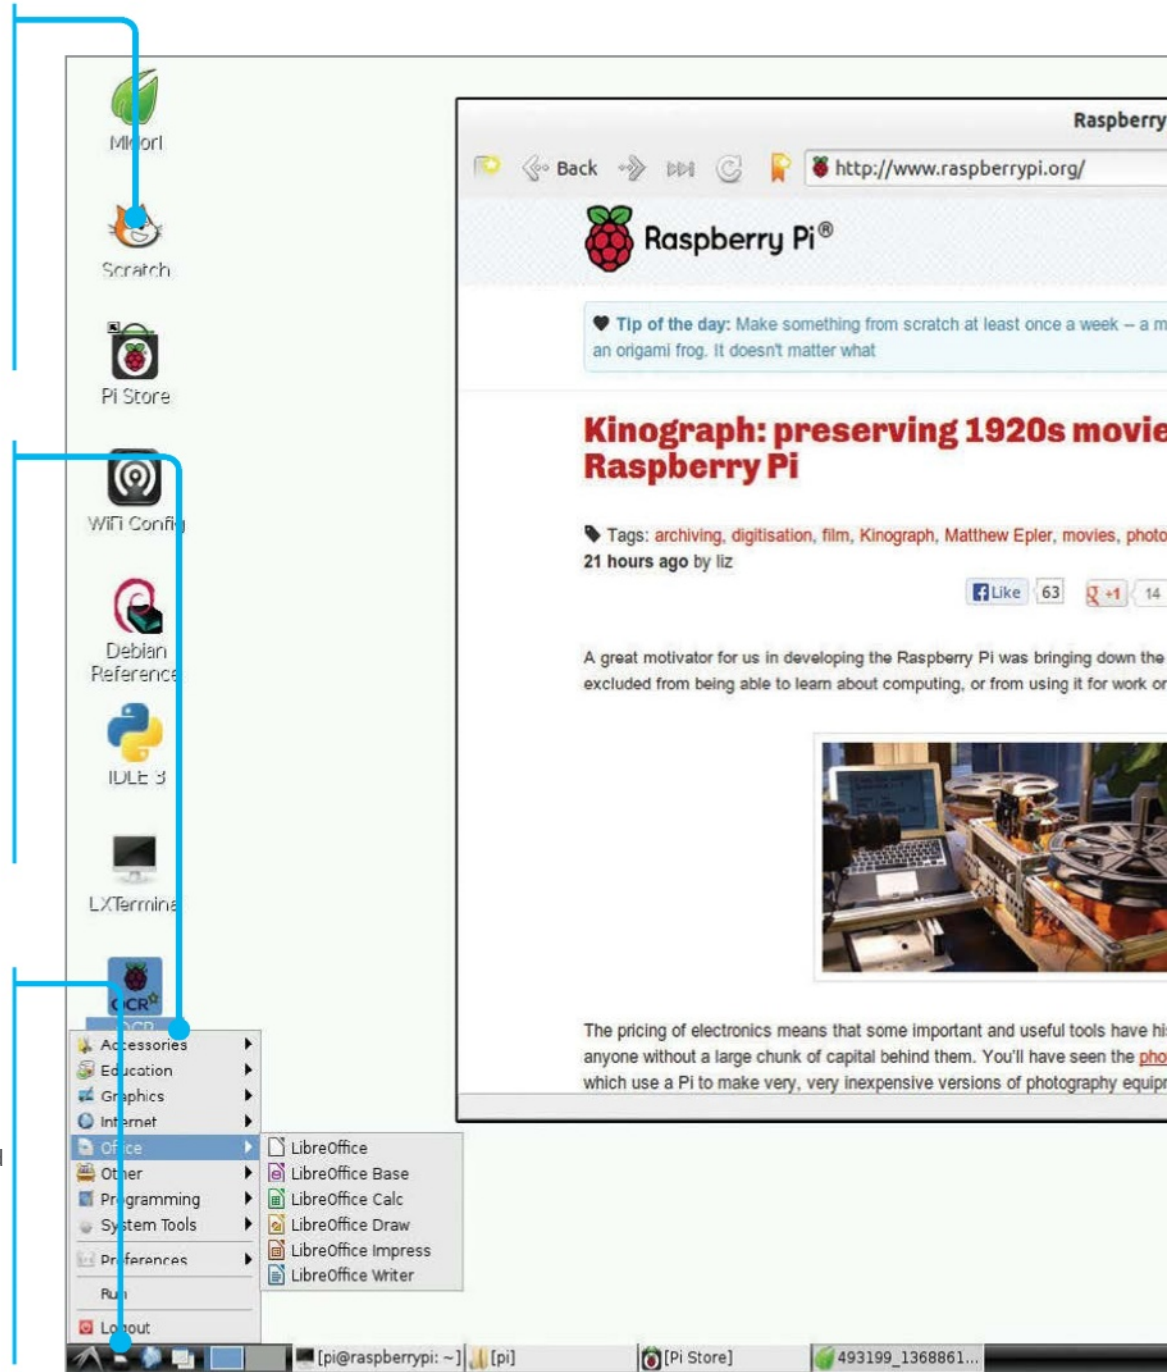 Midori
Scratch
Pi Store
WiFi Config
Debian
Reference
IDLE 3
LXTermina
OCR
OCR
Accessories
Education
Graphics
Internet
Office
Other
Programming
System Tools
Preferences
Run
Logout
LibreOffice
LibreOffice Base
LibreOffice Calc
LibreOffice Draw
LibreOffice Impress
LibreOffice Writer
Raspberry
Back
http://www.raspberrypi.org/
Raspberry Pi®
Tip of the day: Make something from scratch at least once a week – a m
an origami frog. It doesn't matter what
Kinograph: preserving 1920s movie
Raspberry Pi
Tags: archiving, digitisation, film, Kinograph, Matthew Epler, movies, photo
21 hours ago by liz
Like 63 +1 14
A great motivator for us in developing the Raspberry Pi was bringing down the
excluded from being able to learn about computing, or from using it for work or
The pricing of electronics means that some important and useful tools have his
anyone without a large chunk of capital behind them. You'll have seen the pho
which use a Pi to make very, very inexpensive versions of photography equipm
[pi@raspberrypi: ~] [pi] [Pi Store] 493199_1368861...